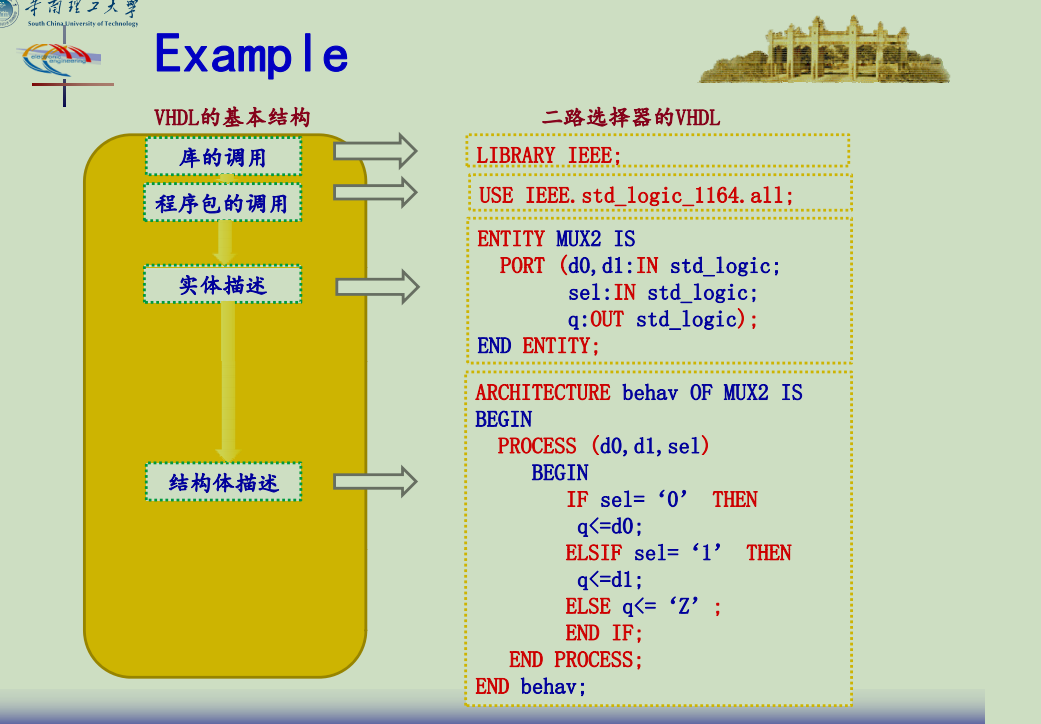 华南理工大学
South China University of Technology
electronic
engineering
Example
VHDL的基本结构
二路选择器的VHDL
库的调用
LIBRARY IEEE;
程序包的调用
USE IEEE.std_logic_1164.all;
实体描述
ENTITY MUX2 IS
PORT (d0,d1:IN std_logic;
sel:IN std_logic;
q:OUT std_logic);
END ENTITY;
结构体描述
ARCHITECTURE behav OF MUX2 IS
BEGIN
PROCESS (d0,d1,sel)
BEGIN
IF sel=‘0’ THEN
q<=d0;
ELSIF sel=‘1’ THEN
q<=d1;
ELSE q<=‘Z’;
END IF;
END PROCESS;
END behav;